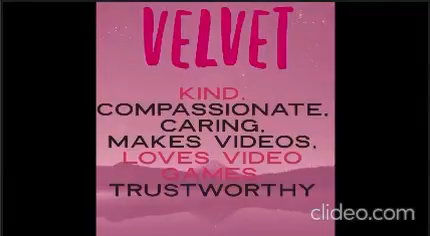 VELVET
KIND,
COMPASSIONATE,
CARING,
MAKES VIDEOS,
LOVES VIDEO
GAMES,
TRUSTWORTHY
clideo.com